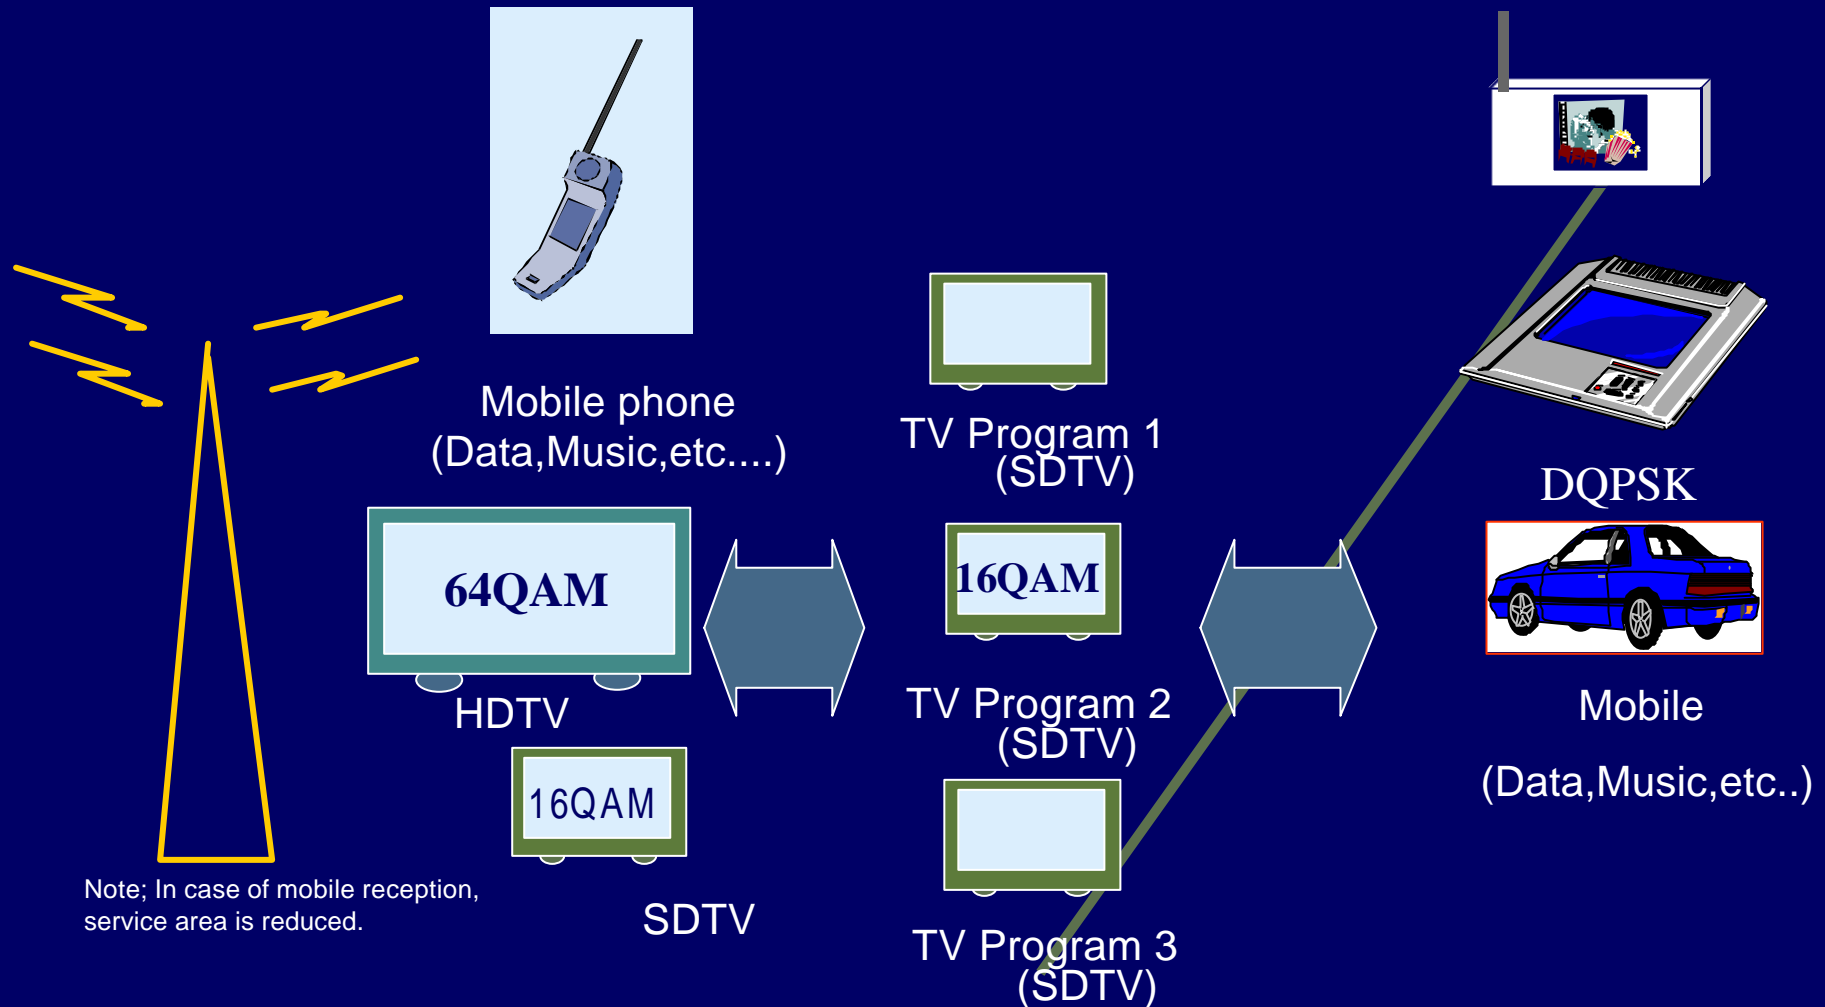 Mobile phone
(Data,Music,etc....)
64QAM
HDTV
16QAM
SDTV
Note; In case of mobile reception,
service area is reduced.
TV Program 1
(SDTV)
16QAM
TV Program 2
(SDTV)
TV Program 3
(SDTV)
DQPSK
Mobile
(Data,Music,etc..)